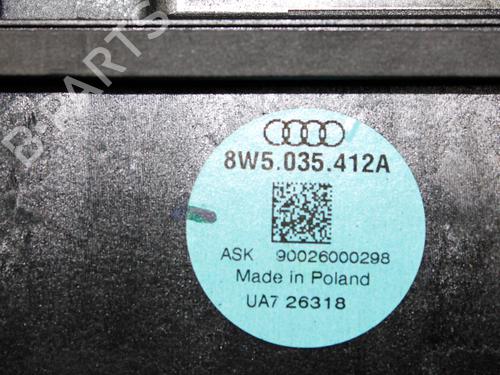 B-PARTS
8W5.035.412A
ASK 90026000298
Made in Poland
UA7 26318